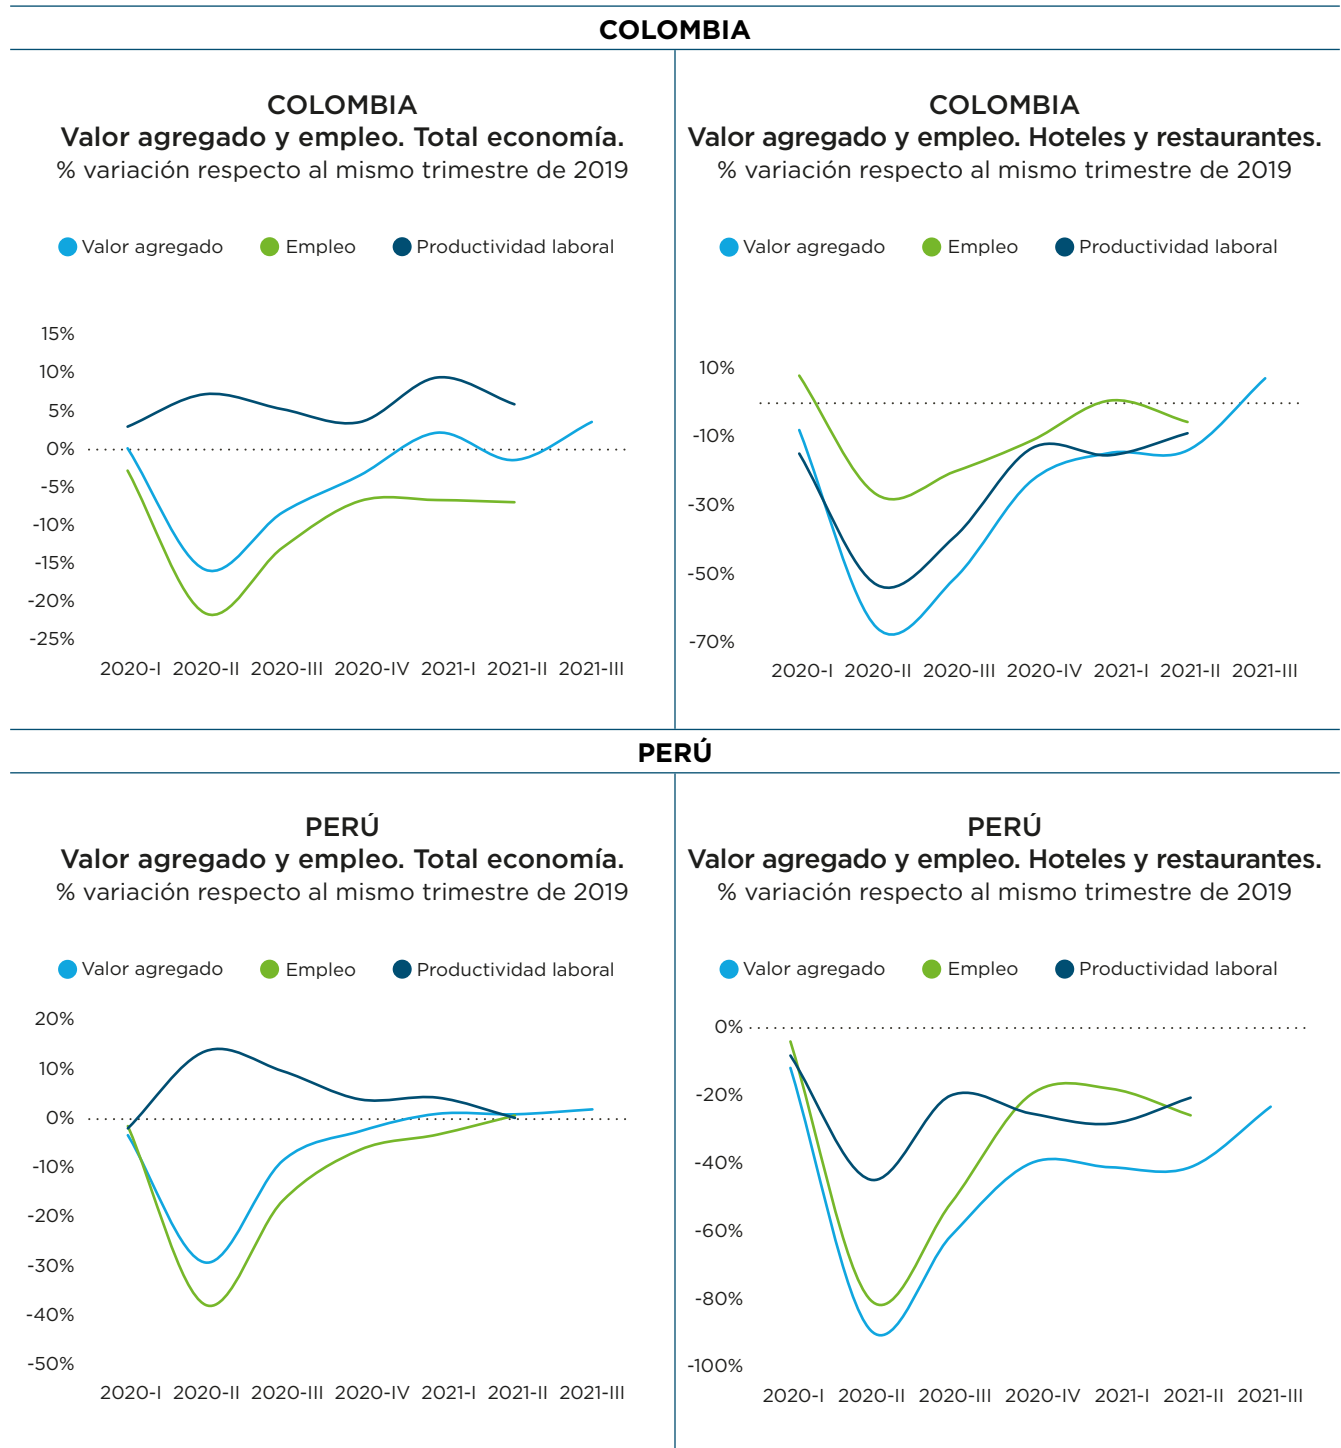 COLOMBIA
COLOMBIA
Valor agregado y empleo. Total economía.
% variación respecto al mismo trimestre de 2019
Valor agregado Empleo Productividad laboral
15%
10%
5%
0%
-5%
-10%
-15%
-20%
-25%
2020-I 2020-II 2020-III 2020-IV 2021-I 2021-II 2021-III
COLOMBIA
Valor agregado y empleo. Hoteles y restaurantes.
% variación respecto al mismo trimestre de 2019
Valor agregado Empleo Productividad laboral
10%
-10%
-30%
-50%
-70%
2020-I 2020-II 2020-III 2020-IV 2021-I 2021-II 2021-III
PERÚ
PERÚ
Valor agregado y empleo. Total economía.
% variación respecto al mismo trimestre de 2019
Valor agregado Empleo Productividad laboral
20%
10%
0%
-10%
-20%
-30%
-40%
-50%
2020-I 2020-II 2020-III 2020-IV 2021-I 2021-II 2021-III
PERÚ
Valor agregado y empleo. Hoteles y restaurantes.
% variación respecto al mismo trimestre de 2019
Valor agregado Empleo Productividad laboral
0%
-20%
-40%
-60%
-80%
-100%
2020-I 2020-II 2020-III 2020-IV 2021-I 2021-II 2021-III